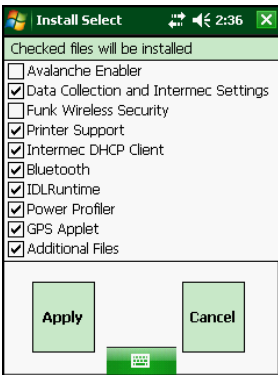 Install Select 2:36
Checked files will be installed
Avalanche Enabler
Data Collection and Intermec Settings
Funk Wireless Security
Printer Support
Intermec DHCP Client
Bluetooth
IDLRuntime
Power Profiler
GPS Applet
Additional Files
Apply Cancel